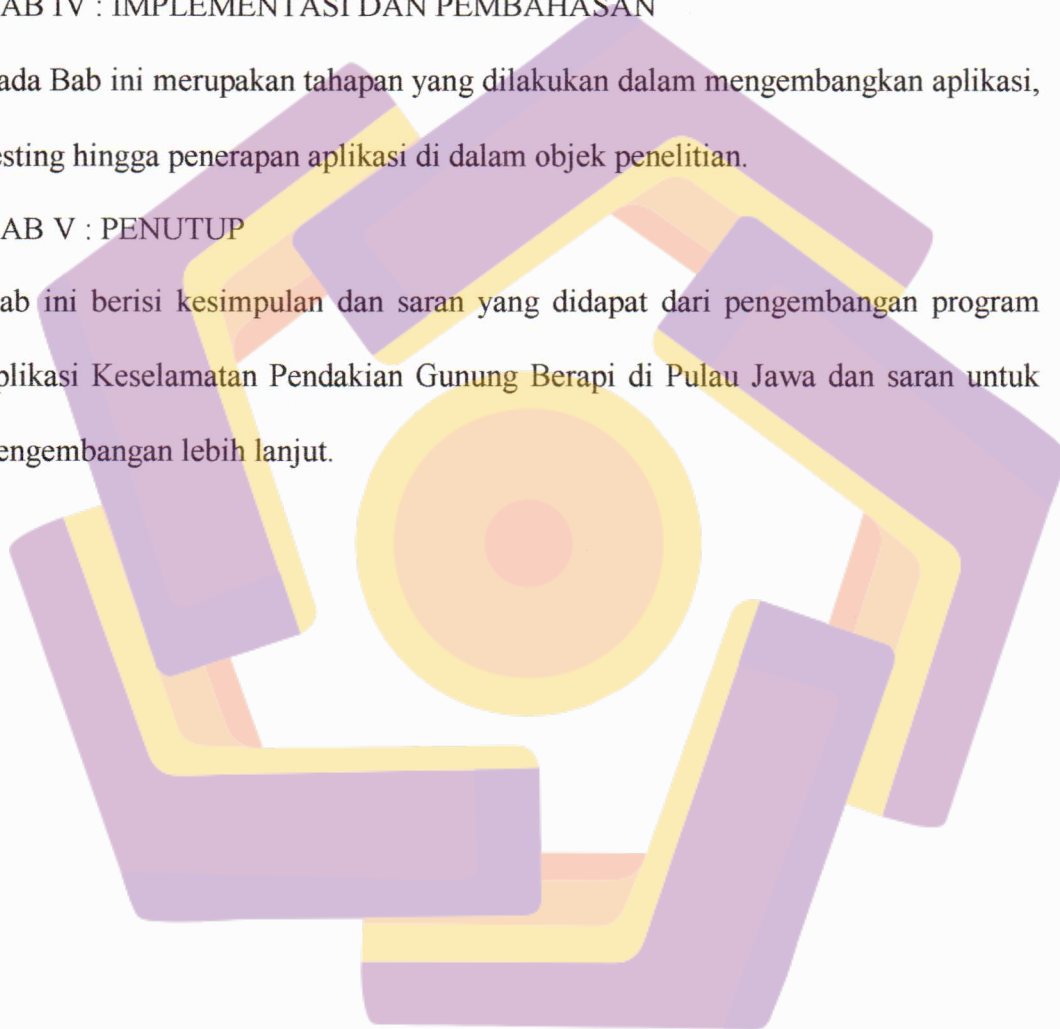 AB IV : IMPLEMENTASI DAN PEMBAHASAN
ada Bab ini merupakan tahapan yang dilakukan dalam mengembangkan aplikasi,
esting hingga penerapan aplikasi di dalam objek penelitian.
AB V : PENUTUP
ab ini berisi kesimpulan dan saran yang didapat dari pengembangan program
plikasi Keselamatan Pendakian Gunung Berapi di Pulau Jawa dan saran untuk
engembangan lebih lanjut.